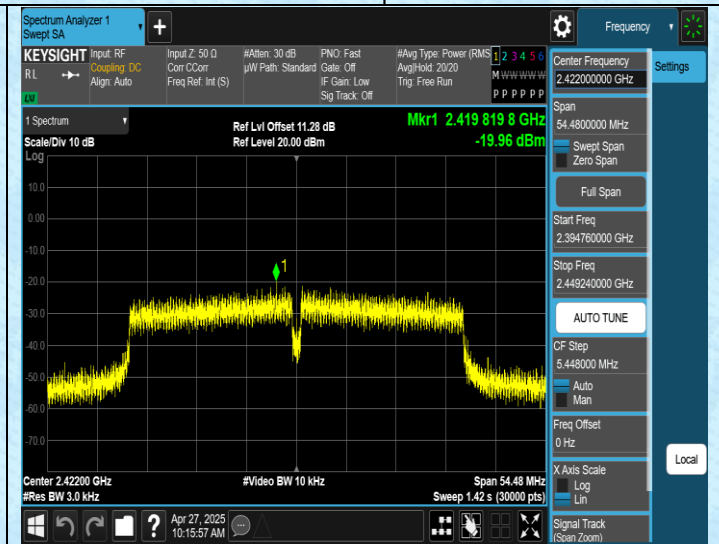 Spectrum Analyzer 1
Swept SA
+
Frequency
KEYSIGHT
RL
LXI
Input: RF
Coupling: DC
Align: Auto
Input Z: 50 Ω
Corr CCorr
Freq Ref: Int (S)
#Atten: 30 dB
µW Path: Standard
PNO: Fast
Gate: Off
IF Gain: Low
Sig Track: Off
#Avg Type: Power (RMS
Avg|Hold: 20/20
Trig: Free Run
1 2 3 4 5 6
M W W W W W
P P P P P P
1 Spectrum
Scale/Div 10 dB
Ref Lvl Offset 11.28 dB
Ref Level 20.00 dBm
Mkr1 2.419 819 8 GHz
-19.96 dBm
Log
10.0
0.00
-10.0
-20.0
-30.0
-40.0
-50.0
-60.0
-70.0
1
Center 2.42200 GHz
#Res BW 3.0 kHz
#Video BW 10 kHz
Span 54.48 MHz
Sweep 1.42 s (30000 pts)
Apr 27, 2025
10:15:57 AM
?
Center Frequency
2.422000000 GHz
Settings
Span
54.4800000 MHz
Swept Span
Zero Span
Full Span
Start Freq
2.394760000 GHz
Stop Freq
2.449240000 GHz
AUTO TUNE
CF Step
5.448000 MHz
Auto
Man
Freq Offset
0 Hz
X Axis Scale
Log
Lin
Local
Signal Track
(Span Zoom)